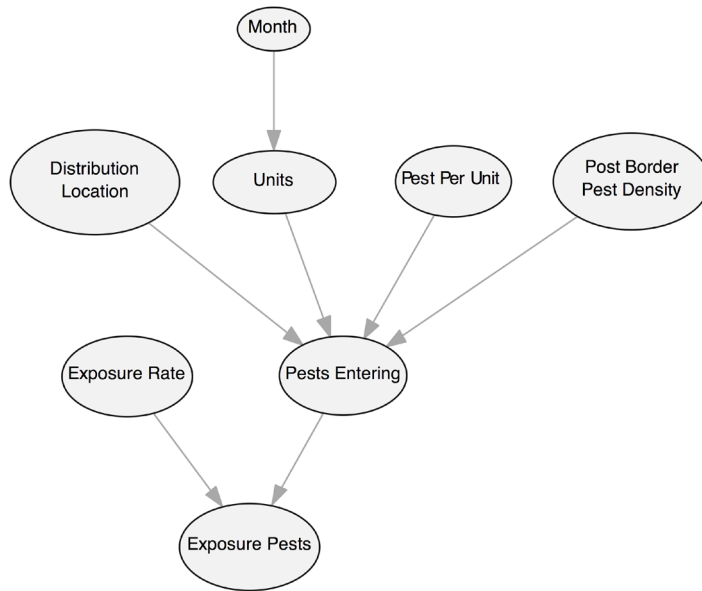 Month
Distribution
Location
Units
Pest Per Unit
Post Border
Pest Density
Exposure Rate
Pests Entering
Exposure Pests